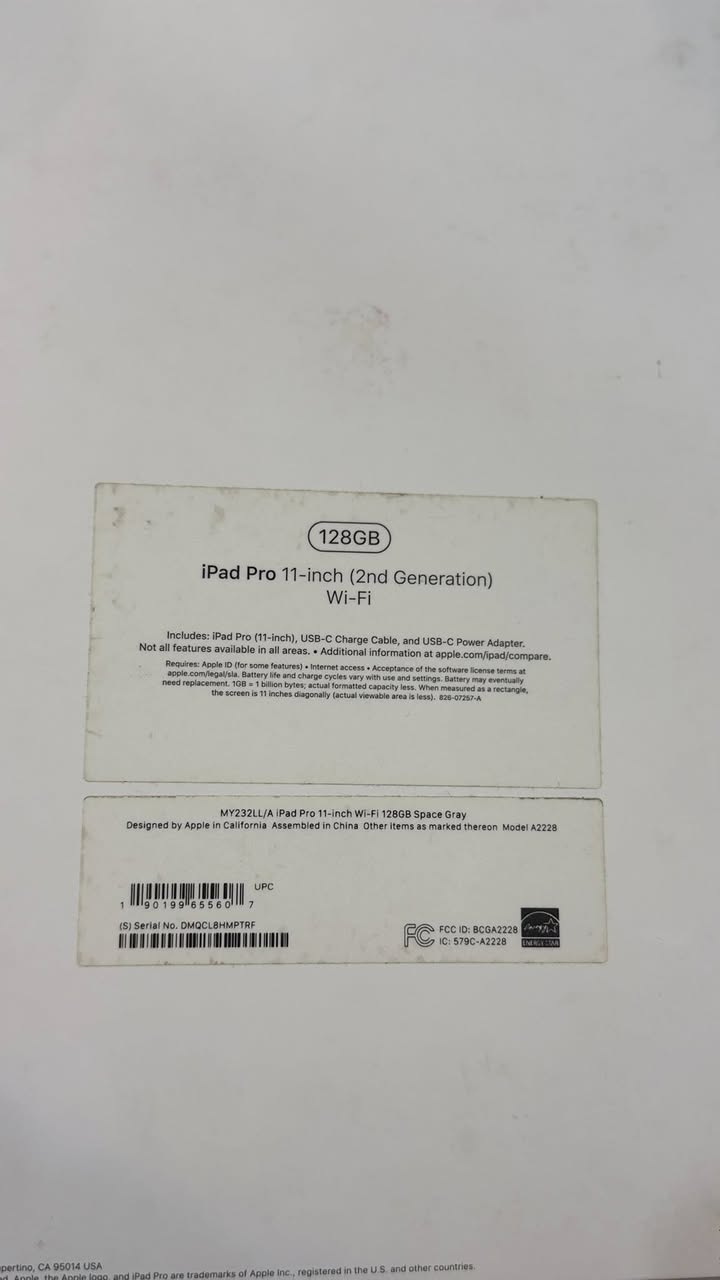 128GB
iPad Pro 11-inch (2nd Generation)
Wi-Fi
Includes: iPad Pro (11-inch), USB-C Charge Cable, and USB-C Power Adapter.
Not all features available in all areas. • Additional information at apple.com/ipad/compare.
Requires: Apple ID (for some features) • Internet access • Acceptance of the software license terms at
apple.com/legal/sla. Battery life and charge cycles vary with use and settings. Battery may eventually
need replacement. 1GB = 1 billion bytes; actual formatted capacity less. When measured as a rectangle,
the screen is 11 inches diagonally (actual viewable area is less). 826-07257-A
MY232LL/A iPad Pro 11-inch Wi-Fi 128GB Space Gray
Designed by Apple in California Assembled in China Other items as marked thereon Model A2228
UPC
1 90199 65560 7
(S) Serial No. DMQCL8HMPTRF
FC FCC ID: BCGA2228
IC: 579C-A2228
energy
ENERGY STAR
pertino, CA 95014 USA
d. Apple, the Apple logo, and iPad Pro are trademarks of Apple Inc., registered in the U.S. and other countries.